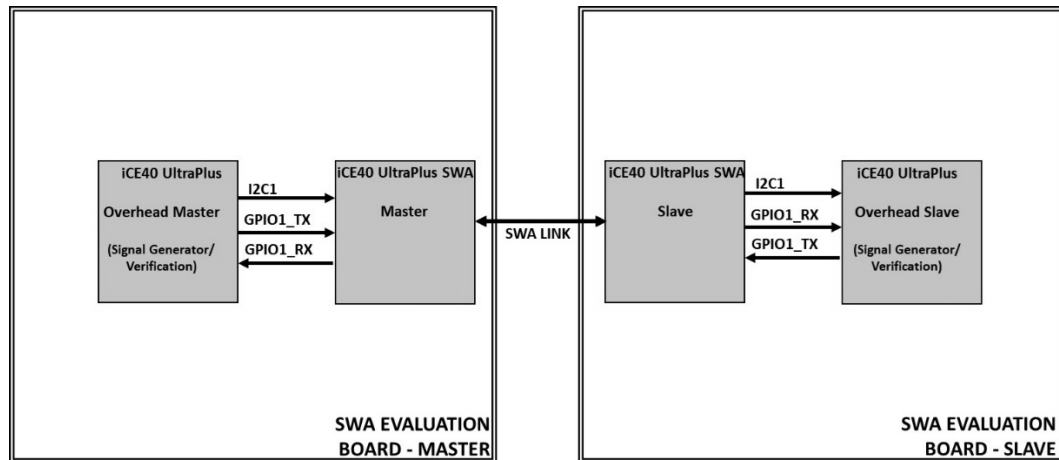 iCE40 UltraPlus
Overhead Master
(Signal Generator/
Verification)
I2C1
GPIO1_TX
GPIO1_RX
iCE40 UltraPlus SWA
Master
SWA LINK
iCE40 UltraPlus SWA
Slave
I2C1
GPIO1_RX
GPIO1_TX
iCE40 UltraPlus
Overhead Slave
(Signal Generator/
Verification)
SWA EVALUATION
BOARD - MASTER
SWA EVALUATION
BOARD - SLAVE